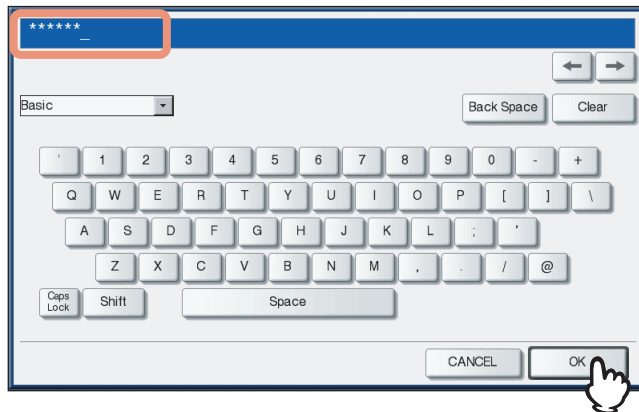 ******_
← →
Basic Back Space Clear
` 1 2 3 4 5 6 7 8 9 0 - +
Q W E R T Y U I O P [ ] \
A S D F G H J K L ; '
Z X C V B N M , . / @
Caps Lock Shift Space
CANCEL OK